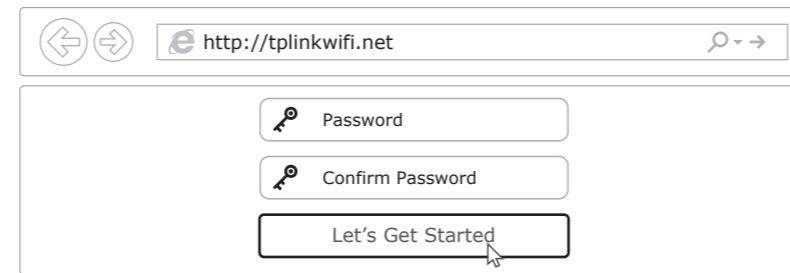 http://tplinkwifi.net
Password
Confirm Password
Let’s Get Started